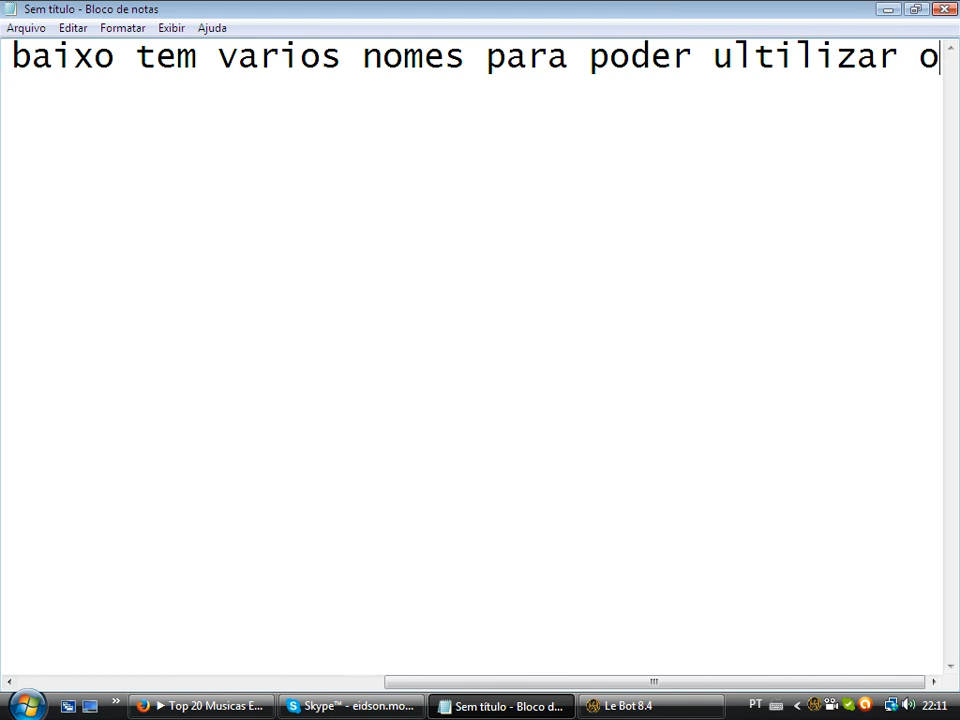 Sem título - Bloco de notas
Arquivo Editar Formatar Exibir Ajuda
baixo tem varios nomes para poder ultilizar o
» Top 20 Musicas E... Skype™ - eidson.mo... Sem título - Bloco d... Le Bot 8.4 PT 22:11